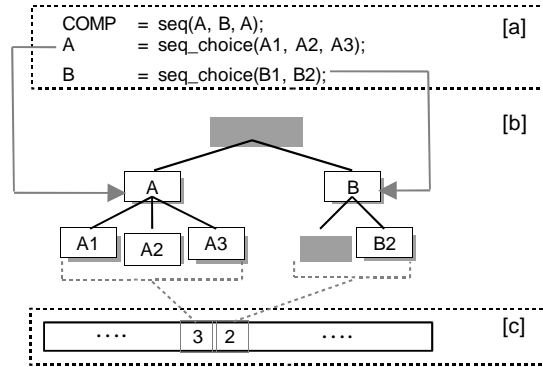 COMP = seq(A, B, A);
[a]
A = seq_choice(A1, A2, A3);
B = seq_choice(B1, B2);
[b]
A B
A1 A2 A3 B2
[c]
.... 3 2 ....